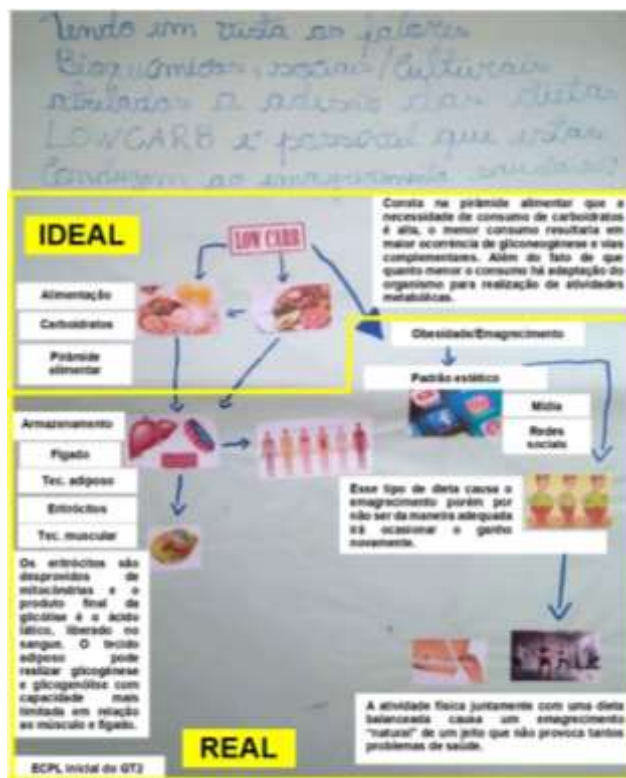 Tendo em vista os fatores
Bioquímicos, sociais/culturais
a adesão das dietas
LOWCARB é possível que estas
conduzam ao emagrecimento saudável?
IDEAL
LOW CARB
Consta na pirâmide alimentar que a
necessidade de consumo de carboidratos
é alta, o menor consumo resultaria em
maior ocorrência de gliconeogênese e vias
complementares. Além do fato de que
quanto menor o consumo há adaptação do
organismo para realização de atividades
metabólicas.
Alimentação
Carboidratos
Pirâmide
alimentar
Obesidade/Emagrecimento
Padrão estético
Mídia
Redes
sociais
Armazenamento
Fígado
Tec. adiposo
Eritrócitos
Tec. muscular
Esse tipo de dieta causa o
emagrecimento porém por
não ser da maneira adequada
irá ocasionar o ganho
novamente.
Os eritrócitos são
desprovidos de
mitocôndrias e o
produto final da
glicólise é o ácido
lático, liberado no
sangue. O tecido
adiposo pode
realizar glicogênese
e glicogenólise com
capacidade mais
limitada em relação
ao músculo e fígado.
A atividade física juntamente com uma dieta
balanceada causa um emagrecimento
"natural" de um jeito que não provoca tantos
problemas de saúde.
REAL
ECPL inicial do GT2